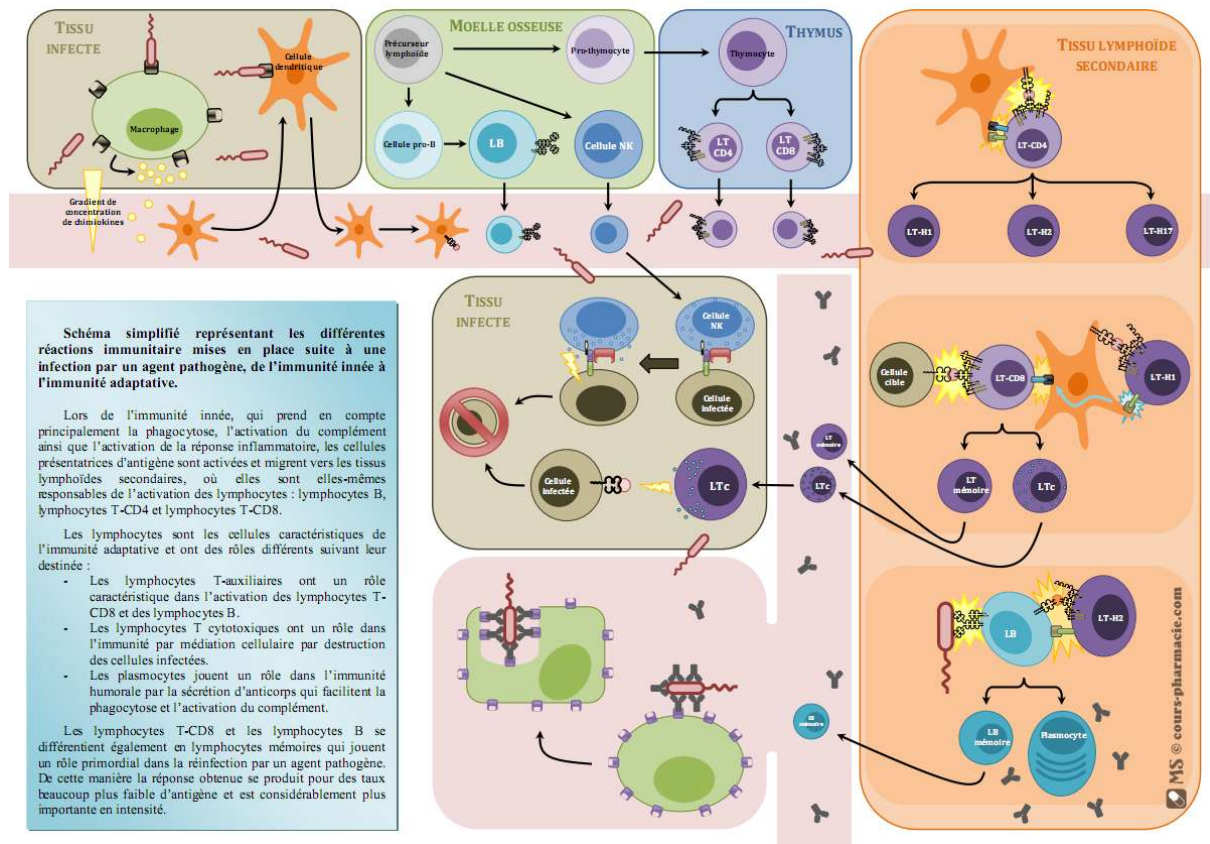 TISSU
INFECTE
Macrophage
Cellule
dendritique
Gradient de
concentration
de chimiokines
MOELLE OSSEUSE
Précurseur
lymphoïde
Pro-thymocyte
Cellule pro-B
LB
Cellule NK
THYMUS
Thymocyte
LT
CD4
LT
CD8
TISSU LYMPHOÏDE
SECONDAIRE
LT-CD4
LT-H1
LT-H2
LT-H17
Schéma simplifié représentant les différentes
réactions immunitaire mises en place suite à une
infection par un agent pathogène, de l'immunité innée à
l'immunité adaptative.
Lors de l'immunité innée, qui prend en compte
principalement la phagocytose, l'activation du complément
ainsi que l'activation de la réponse inflammatoire, les cellules
présentatrices d'antigène sont activées et migrent vers les tissus
lymphoïdes secondaires, où elles sont elles-mêmes
responsables de l'activation des lymphocytes : lymphocytes B,
lymphocytes T-CD4 et lymphocytes T-CD8.
Les lymphocytes sont les cellules caractéristiques de
l'immunité adaptative et ont des rôles différents suivant leur
destinée :
- Les lymphocytes T-auxiliaires ont un rôle
caractéristique dans l'activation des lymphocytes T-
CD8 et des lymphocytes B.
- Les lymphocytes T cytotoxiques ont un rôle dans
l'immunité par médiation cellulaire par destruction
des cellules infectées.
- Les plasmocytes jouent un rôle dans l'immunité
humorale par la sécrétion d'anticorps qui facilitent la
phagocytose et l'activation du complément.
Les lymphocytes T-CD8 et les lymphocytes B se
différentient également en lymphocytes mémoires qui jouent
un rôle primordial dans la réinfection par un agent pathogène.
De cette manière la réponse obtenue se produit pour des taux
beaucoup plus faible d'antigène et est considérablement plus
importante en intensité.
TISSU
INFECTE
Cellule
NK
Cellule
infectée
Cellule
infectée
LTc
LT
mémoire
LTc
Cellule
cible
LT-CD8
LT-H1
LT
mémoire
LTc
LB
LT-H2
LB
mémoire
Plasmocyte
LB
mémoire
MS © cours-pharmacie.com